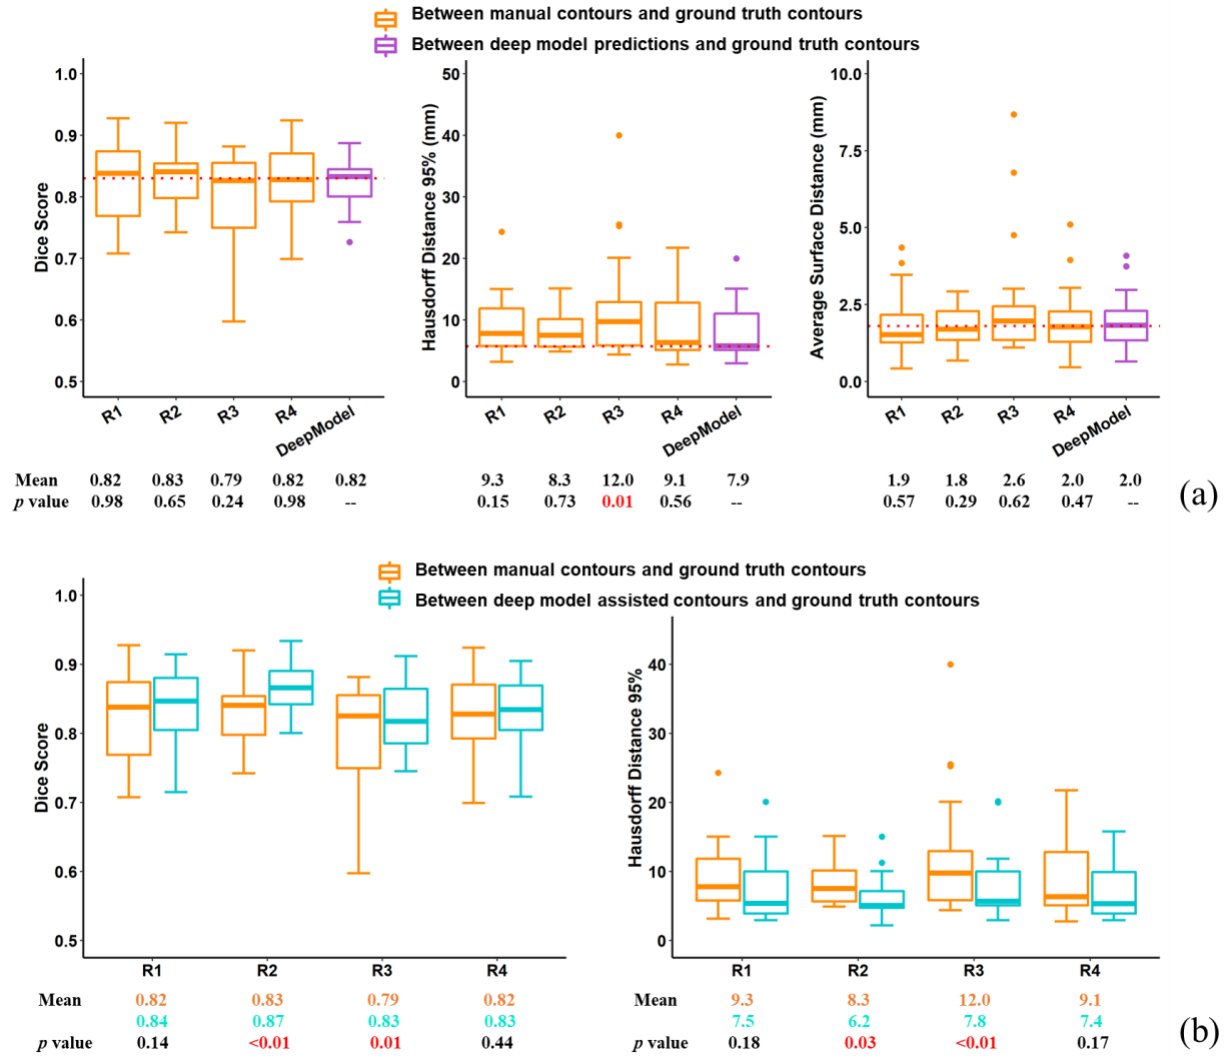 Between manual contours and ground truth contours
Between deep model predictions and ground truth contours
Dice Score
1.0
0.9
0.8
0.7
0.6
0.5
R1 R2 R3 R4 DeepModel
Hausdorff Distance 95% (mm)
50
40
30
20
10
0
R1 R2 R3 R4 DeepModel
Average Surface Distance (mm)
10.0
7.5
5.0
2.5
0.0
R1 R2 R3 R4 DeepModel
Mean 0.82 0.83 0.79 0.82 0.82 9.3 8.3 12.0 9.1 7.9 1.9 1.8 2.6 2.0 2.0
p value 0.98 0.65 0.24 0.98 -- 0.15 0.73 0.01 0.56 -- 0.57 0.29 0.62 0.47 --
(a)
Between manual contours and ground truth contours
Between deep model assisted contours and ground truth contours
Dice Score
1.0
0.9
0.8
0.7
0.6
0.5
R1 R2 R3 R4
Hausdorff Distance 95%
40
30
20
10
0
R1 R2 R3 R4
Mean 0.82 0.83 0.79 0.82 Mean 9.3 8.3 12.0 9.1
0.84 0.87 0.83 0.83 7.5 6.2 7.8 7.4
p value 0.14 <0.01 0.01 0.44 p value 0.18 0.03 <0.01 0.17
(b)